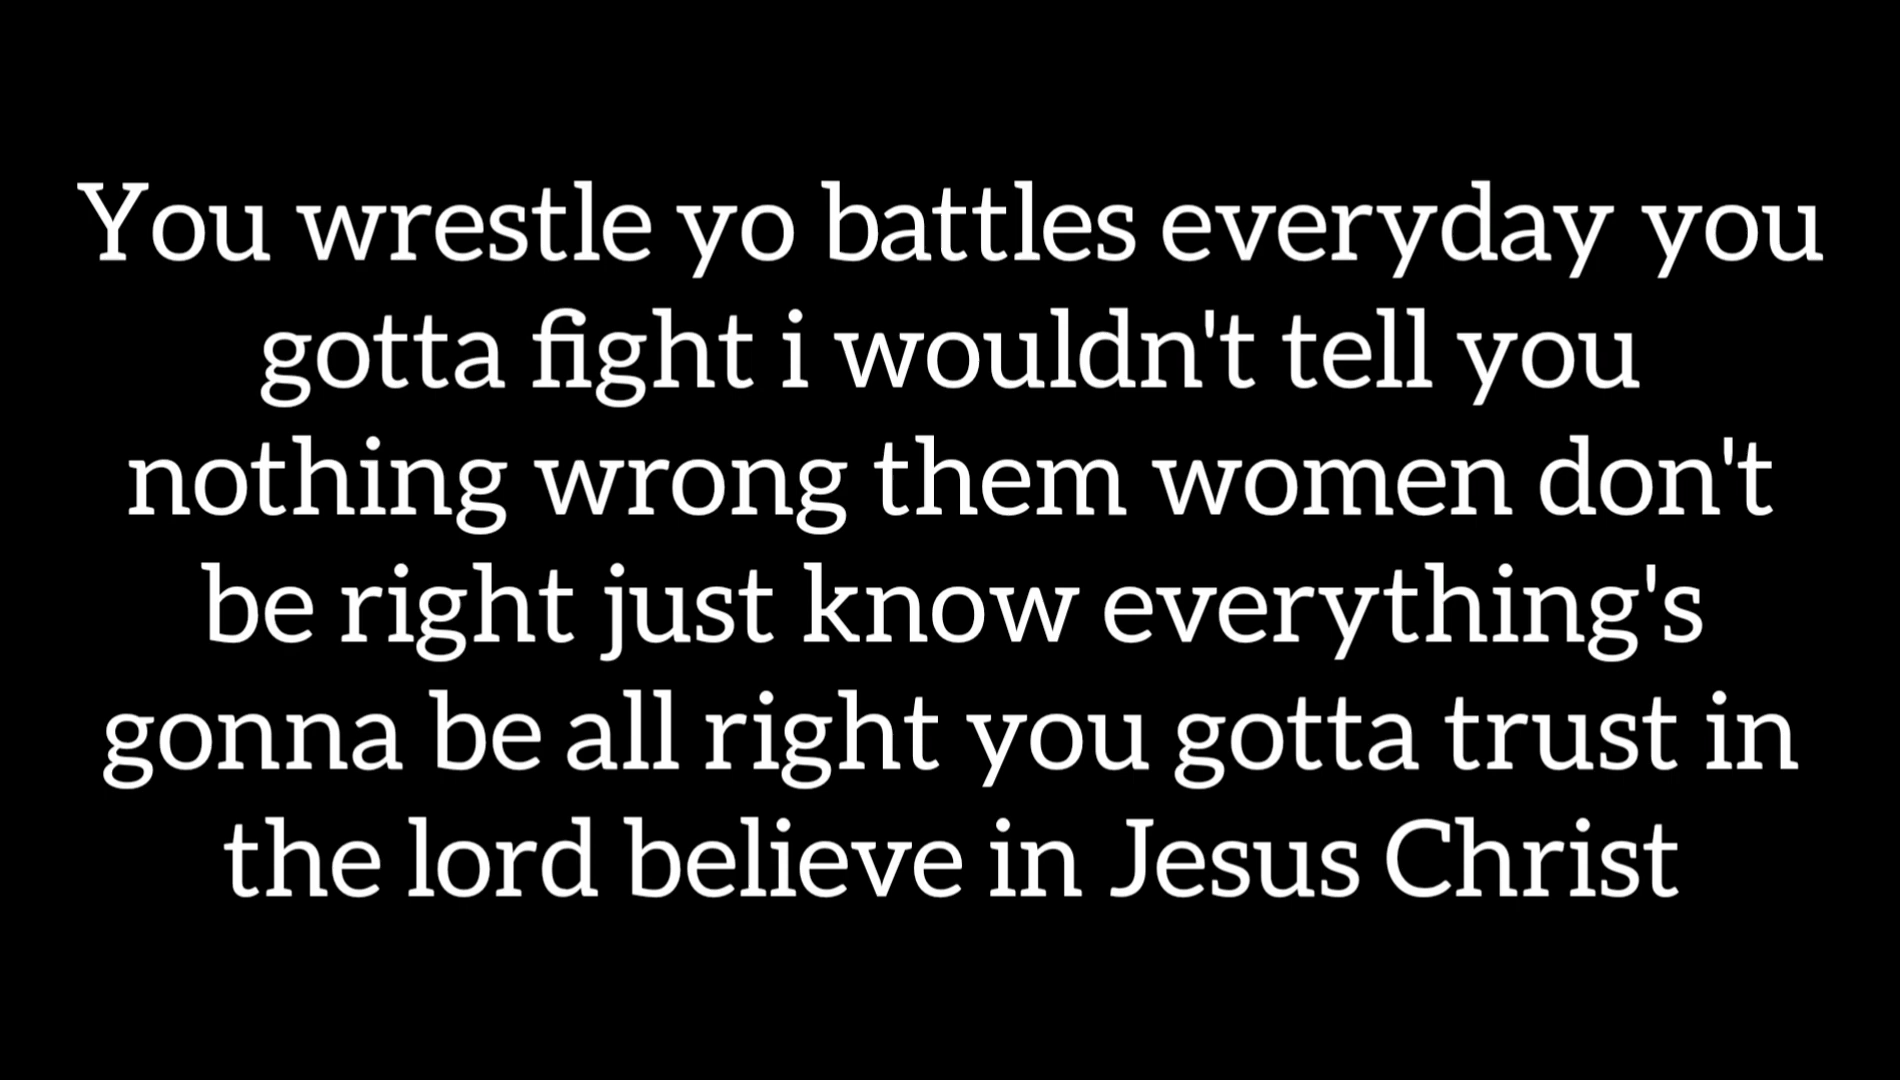 You wrestle yo battles everyday you
gotta fight i wouldn't tell you
nothing wrong them women don't
be right just know everything's
gonna be all right you gotta trust in
the lord believe in Jesus Christ